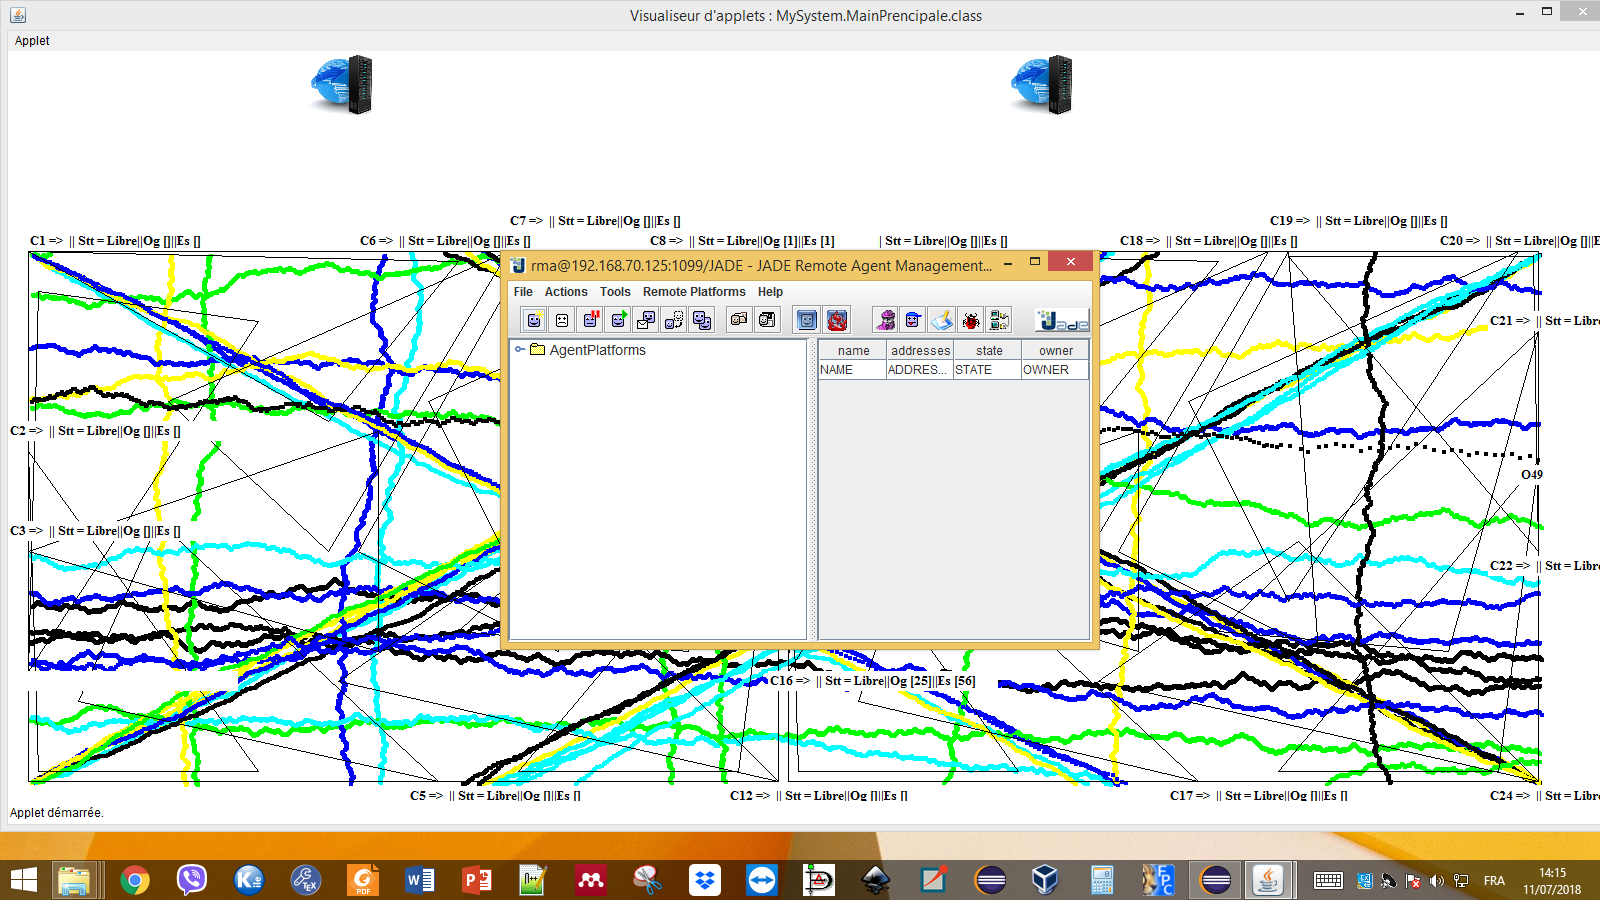 Visualiseur d'applets : MySystem.MainPrencipale.class
Applet
C7 => || Stt = Libre||Og []||Es []
C19 => || Stt = Libre||Og []||Es []
C1 => || Stt = Libre||Og []||Es []
C6 => || Stt = Libre||Og []||Es []
C8 => || Stt = Libre||Og [1]||Es [1]
| Stt = Libre||Og []||Es []
C18 => || Stt = Libre||Og []||Es []
C20 => || Stt = Libre||Og []||E
rma@192.168.70.125:1099/JADE - JADE Remote Agent Management...
File Actions Tools Remote Platforms Help
Jade
AgentPlatforms
name addresses state owner
NAME ADDRES... STATE OWNER
C21 => || Stt = Libre
C2 => || Stt = Libre||Og []||Es []
O49
C3 => || Stt = Libre||Og []||Es []
C22 => || Stt = Libre
C16 => || Stt = Libre||Og [25]||Es [56]
C5 => || Stt = Libre||Og []||Es []
C12 => || Stt = Libre||Og []||Es []
C17 => || Stt = Libre||Og []||Es []
C24 => || Stt = Libre
Applet démarrée.
FRA
14:15
11/07/2018